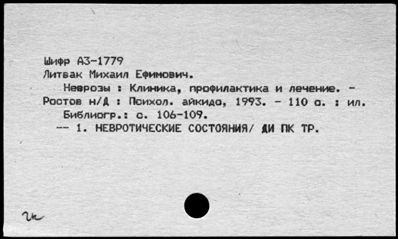 Шифр А3-1779
Литвак Михаил Ефимович.
Неврозы : Клиника, профилактика и лечение. -
Ростов н/Д : Психол. айкидо, 1993. - 110 с. : ил.
Библиогр.: с. 106-109.
-- 1. НЕВРОТИЧЕСКИЕ СОСТОЯНИЯ/ ДИ ПК ТР.